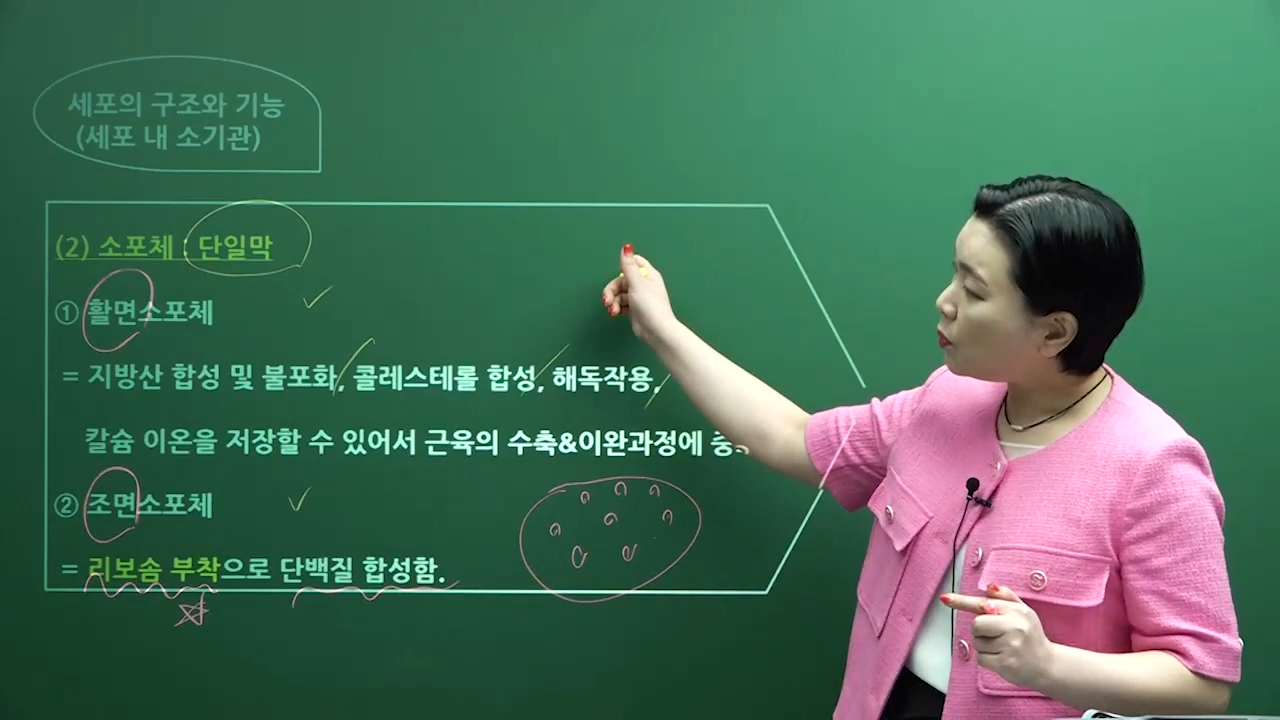 세포의 구조와 기능
(세포 내 소기관)
(2) 소포체 : 단일막
① 활면소포체
= 지방산 합성 및 불포화, 콜레스테롤 합성, 해독작용,
칼슘 이온을 저장할 수 있어서 근육의 수축&이완과정에
② 조면소포체
= 리보솜 부착으로 단백질 합성함.